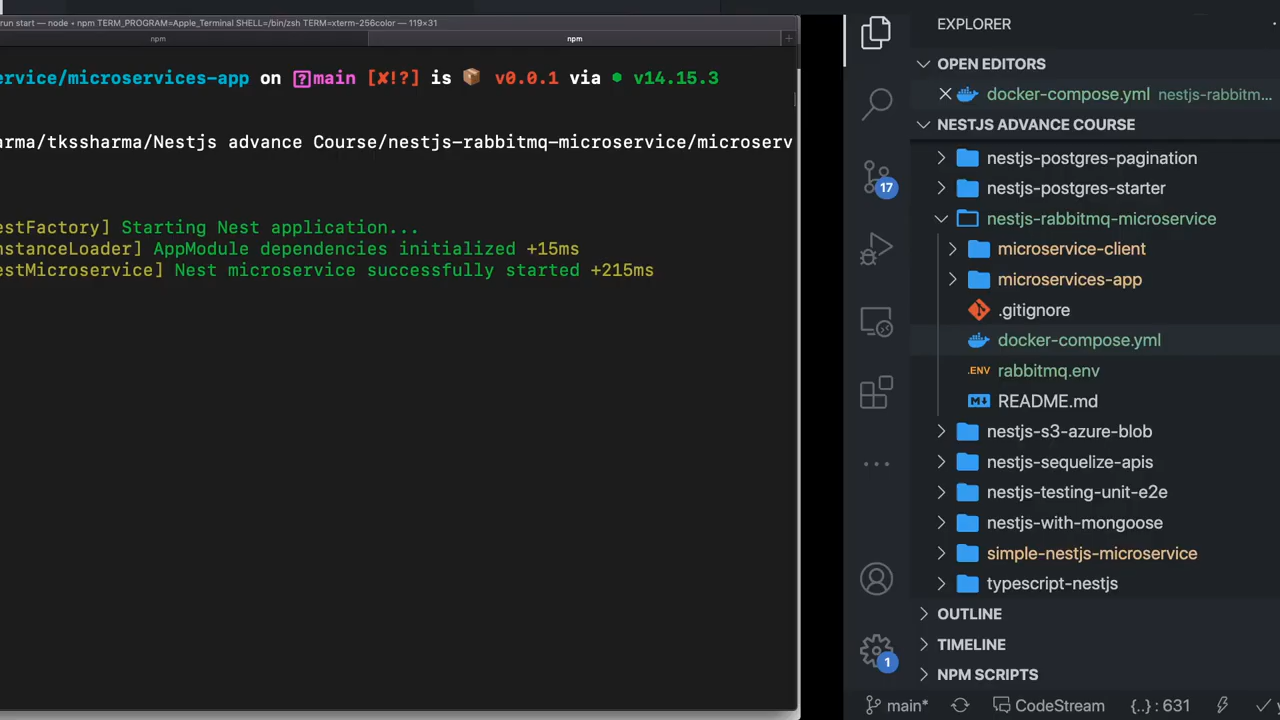 run start — node • npm TERM_PROGRAM=Apple_Terminal SHELL=/bin/zsh TERM=xterm-256color — 119×31
npm
npm
ervice/microservices-app on main [✘!?] is 📦 v0.0.1 via v14.15.3
arma/tkssharma/Nestjs advance Course/nestjs-rabbitmq-microservice/microserv
estFactory] Starting Nest application...
nstanceLoader] AppModule dependencies initialized +15ms
estMicroservice] Nest microservice successfully started +215ms
17
1
EXPLORER
OPEN EDITORS
docker-compose.yml nestjs-rabbitm...
NESTJS ADVANCE COURSE
nestjs-postgres-pagination
nestjs-postgres-starter
nestjs-rabbitmq-microservice
microservice-client
microservices-app
.gitignore
docker-compose.yml
.ENV rabbitmq.env
README.md
nestjs-s3-azure-blob
nestjs-sequelize-apis
nestjs-testing-unit-e2e
nestjs-with-mongoose
simple-nestjs-microservice
typescript-nestjs
OUTLINE
TIMELINE
NPM SCRIPTS
main* CodeStream {..} : 631